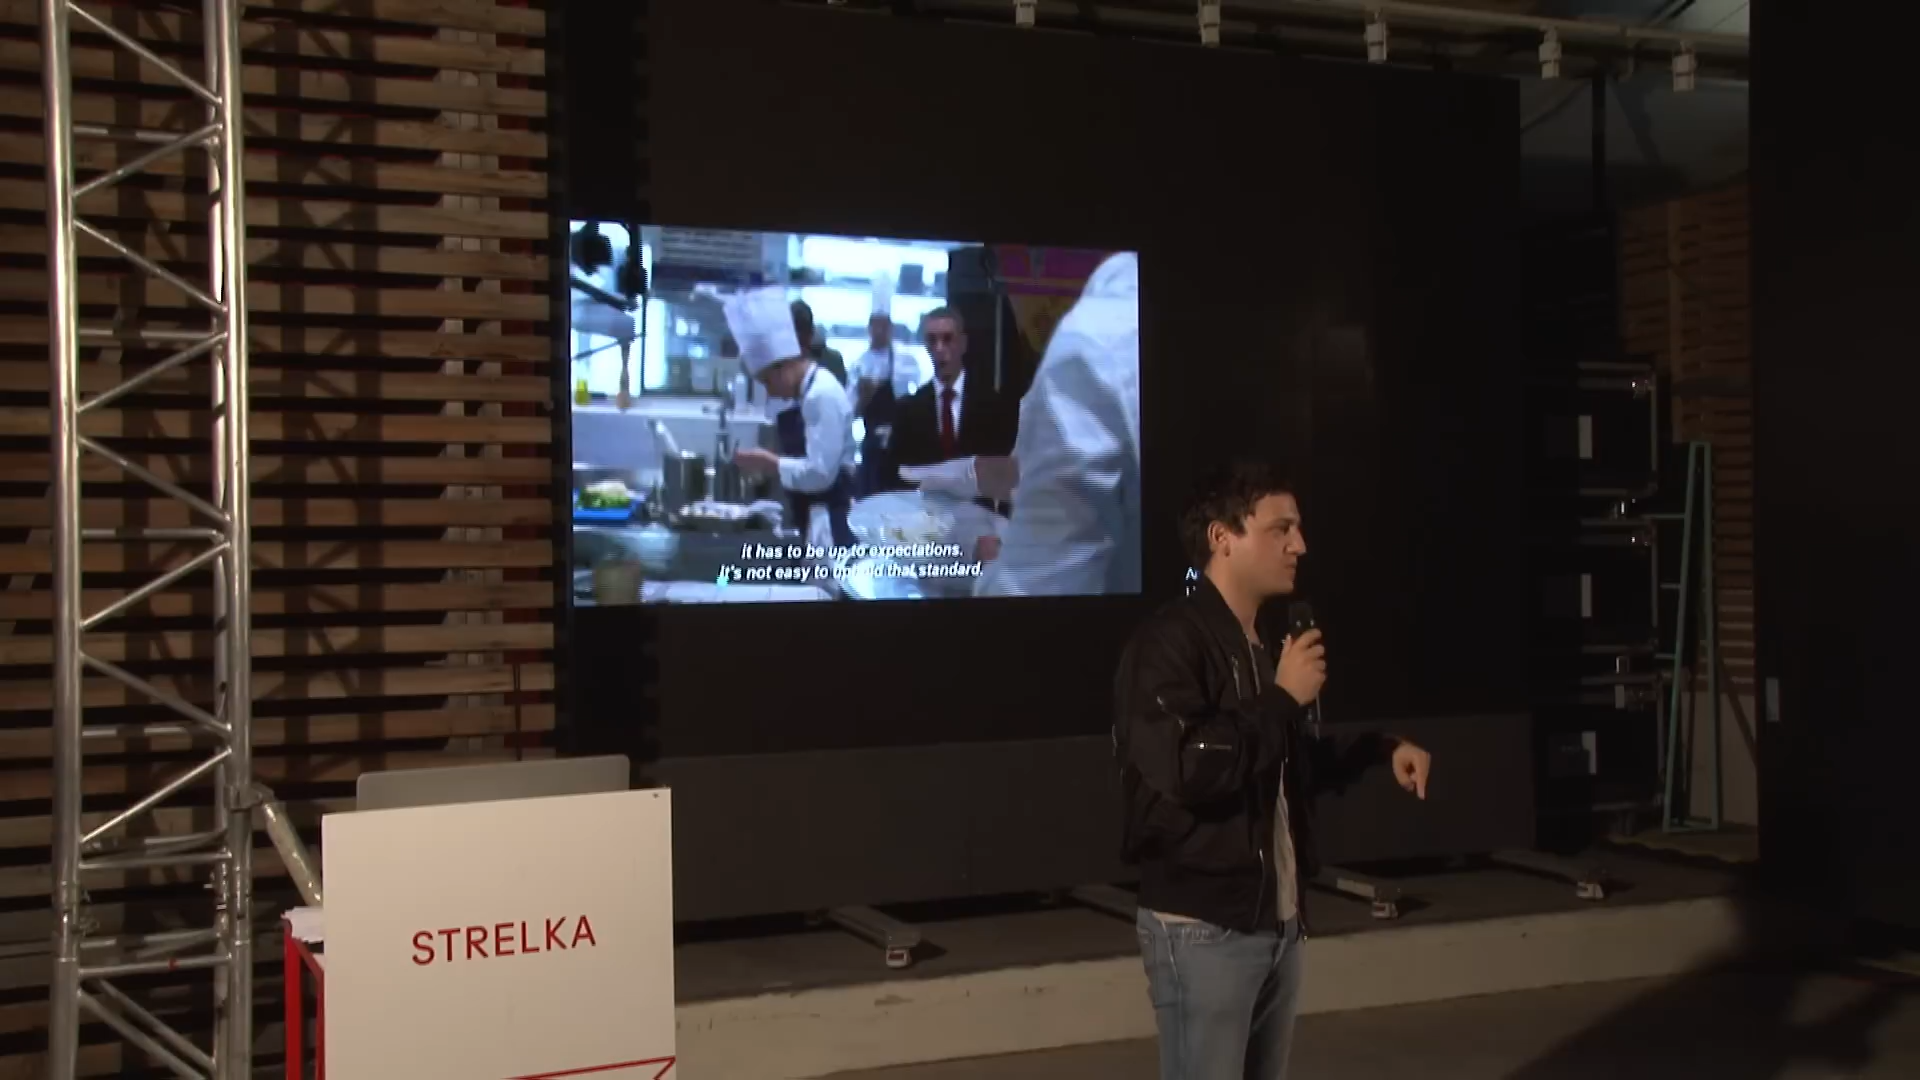 it has to be up to expectations.
it's not easy to uphold that standard.
STRELKA